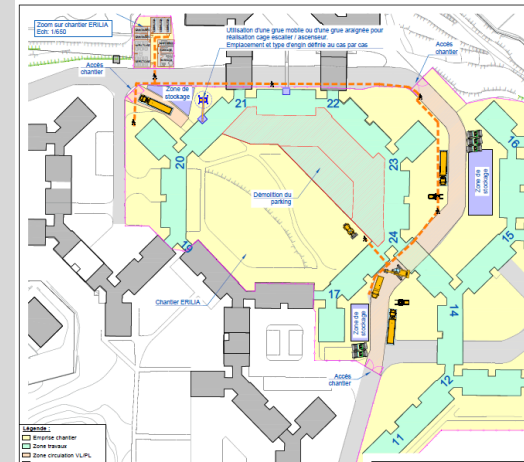 Zoom sur chantier ERILIA
Ech: 1/650
Utilisation d'une grue mobile ou d'une grue araignée pour
réalisation cage escalier / ascenseur.
Emplacement et type d'engin définie au cas par cas
Accès
chantier
Accès
chantier
Zone de
stockage
21
22
20
23
16
Zone de
stockage
Démolition du
parking
19
24
15
17
Chantier ERILIA
Zone de
stockage
14
Accès
chantier
12
11
Légende :
Emprise chantier
Zone travaux
Zone circulation VL/PL